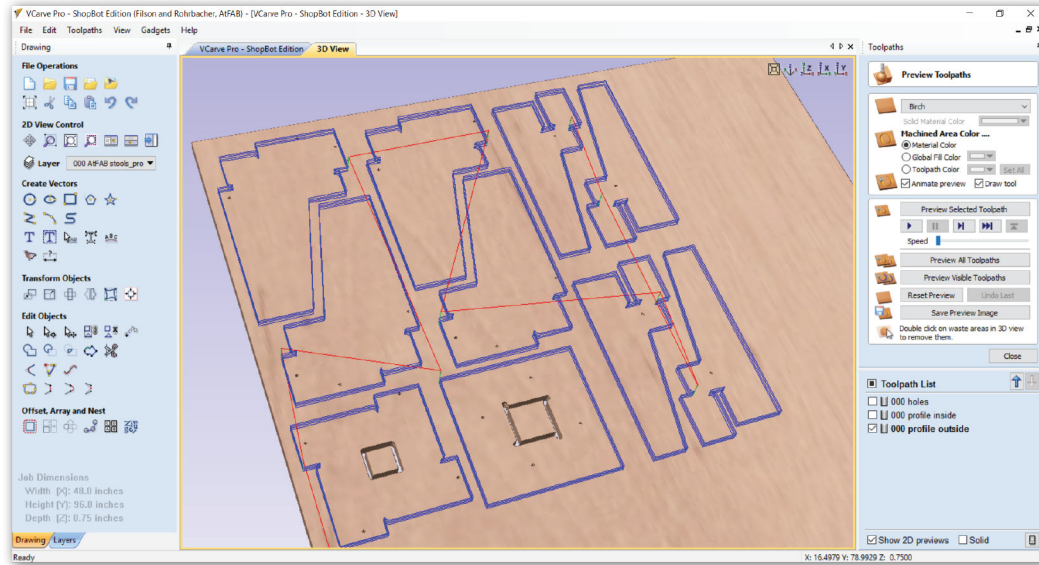 VCarve Pro - ShopBot Edition (Filson and Rohrbacher, AtFAB) - [VCarve Pro - ShopBot Edition - 3D View]
File Edit Toolpaths View Gadgets Help
Drawing
File Operations
2D View Control
Layer 000 AtFAB stools_pro
Create Vectors
Transform Objects
Edit Objects
Offset, Array and Nest
Job Dimensions
Width [X]: 48.0 inches
Height [Y]: 96.0 inches
Depth [Z]: 0.75 inches
Drawing Layers
Ready
VCarve Pro - ShopBot Edition 3D View
Toolpaths
Preview Toolpaths
Birch
Solid Material Color
Machined Area Color ....
Material Color
Global Fill Color
Toolpath Color Set All
Animate preview Draw tool
Preview Selected Toolpath
Speed
Preview All Toolpaths
Preview Visible Toolpaths
Reset Preview Undo Last
Save Preview Image
Double click on waste areas in 3D view
to remove them.
Close
Toolpath List
000 holes
000 profile inside
000 profile outside
Show 2D previews Solid
X: 16.4979 Y: 78.9929 Z: 0.7500